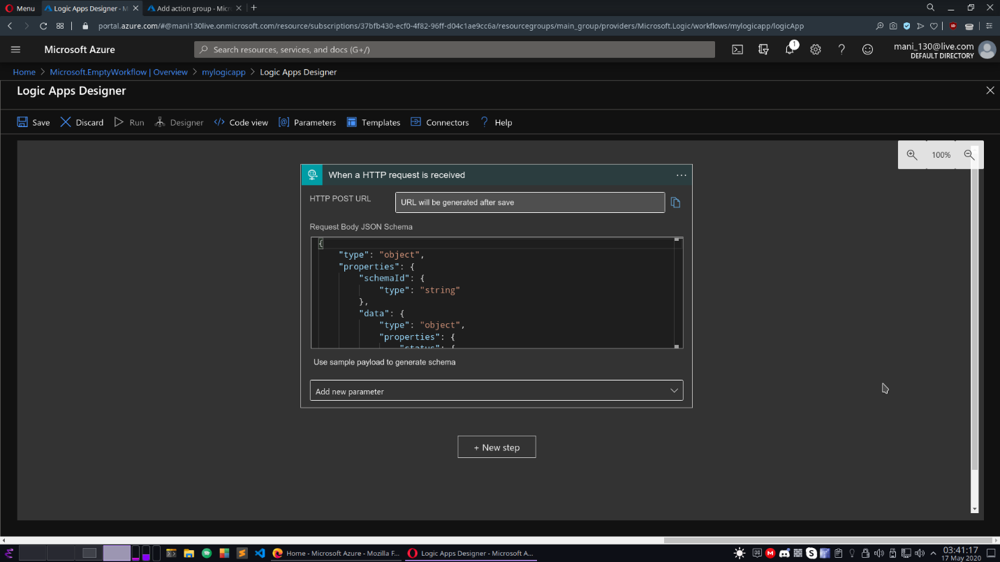 Menu
Logic Apps Designer - M
Add action group - Micr
portal.azure.com/#@mani130live.onmicrosoft.com/resource/subscriptions/37bfb430-ecf0-4f82-96ff-d04c1ae9cc6a/resourcegroups/main_group/providers/Microsoft.Logic/workflows/mylogicapp/logicApp
Microsoft Azure
Search resources, services, and docs (G+/)
1
mani_130@live.com
DEFAULT DIRECTORY
Home > Microsoft.EmptyWorkflow | Overview > mylogicapp > Logic Apps Designer
Logic Apps Designer
Save Discard Run Designer Code view Parameters Templates Connectors Help
100%
When a HTTP request is received
HTTP POST URL
URL will be generated after save
Request Body JSON Schema
{
"type": "object",
"properties": {
"schemaId": {
"type": "string"
},
"data": {
"type": "object",
"properties": {
"status": {
Use sample payload to generate schema
Add new parameter
+ New step
Home - Microsoft Azure - Mozilla F...
Logic Apps Designer - Microsoft A...
03:41:17
17 May 2020